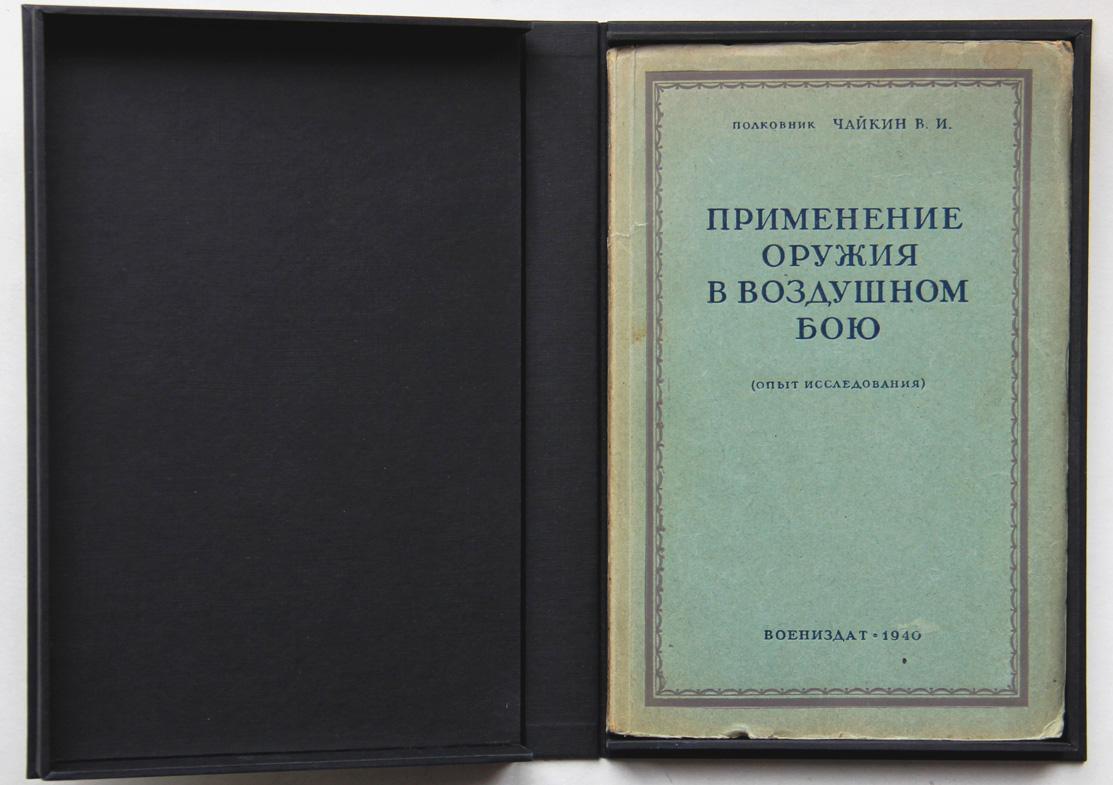 ПОЛКОВНИК ЧАЙКИН В. И.
ПРИМЕНЕНИЕ
ОРУЖИЯ
В ВОЗДУШНОМ
БОЮ
(ОПЫТ ИССЛЕДОВАНИЯ)
ВОЕНИЗДАТ • 1940